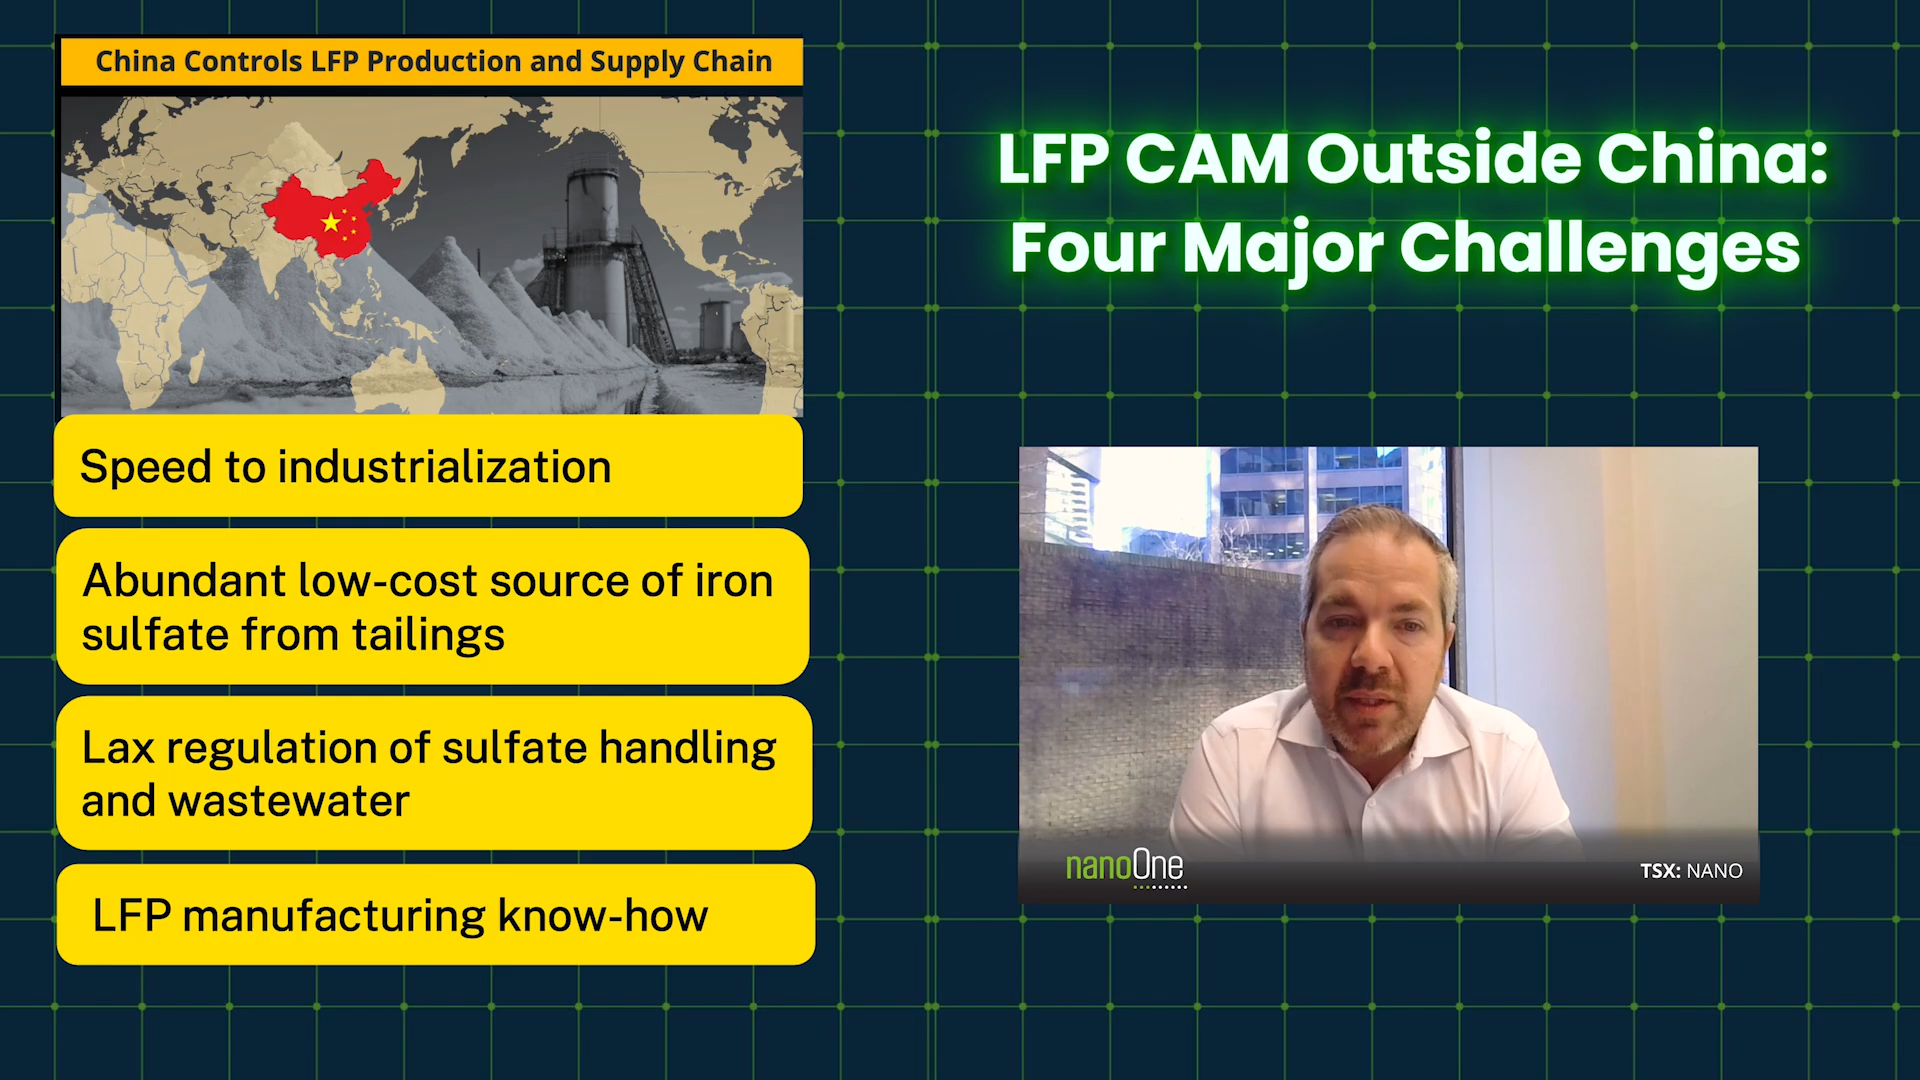 China Controls LFP Production and Supply Chain
Speed to industrialization
Abundant low-cost source of iron
sulfate from tailings
Lax regulation of sulfate handling
and wastewater
LFP manufacturing know-how
LFP CAM Outside China:
Four Major Challenges
nanoOne
TSX: NANO